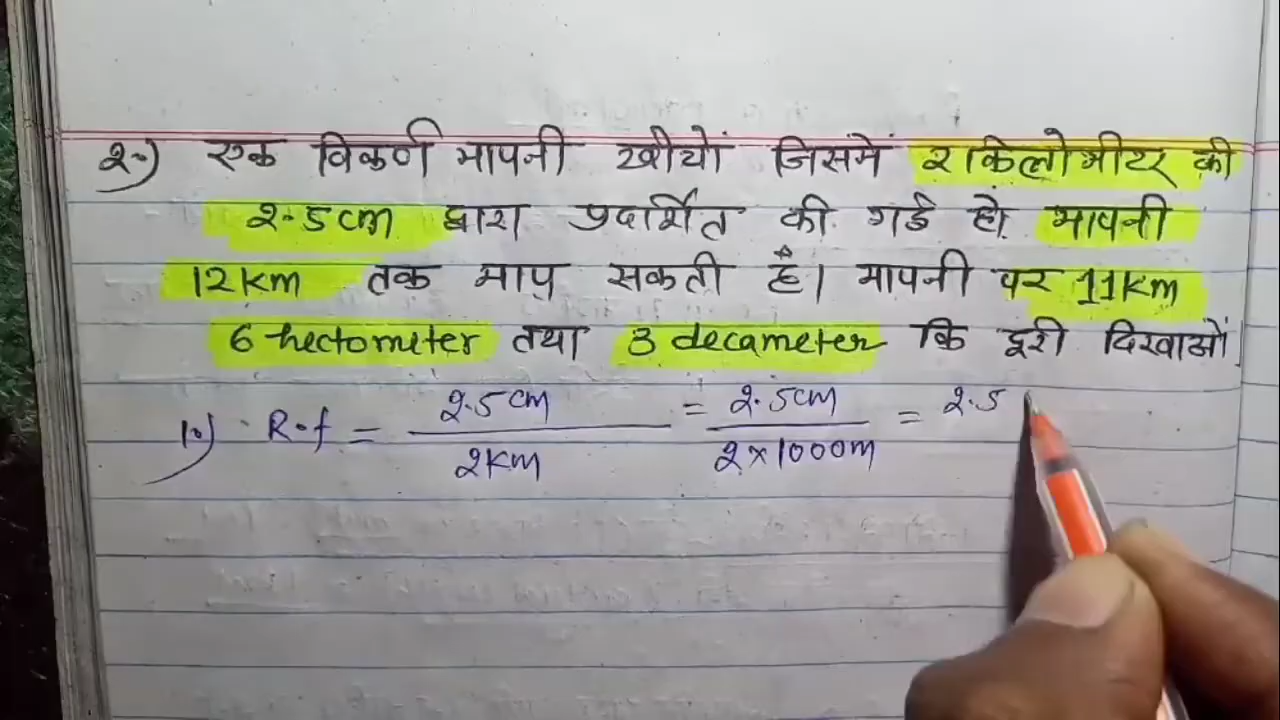 2.) एक विकर्ण मापनी खीचों जिसमें 2 किलोमीटर की
2.5cm द्वारा प्रदर्शित की गई हो मापनी
12km तक माप सकती है। मापनी पर 11km
6 hectometer तथा 3 decameter कि दूरी दिखाओं
1.) R.f = 2.5cm / 2km = 2.5cm / 2×1000m = 2.5